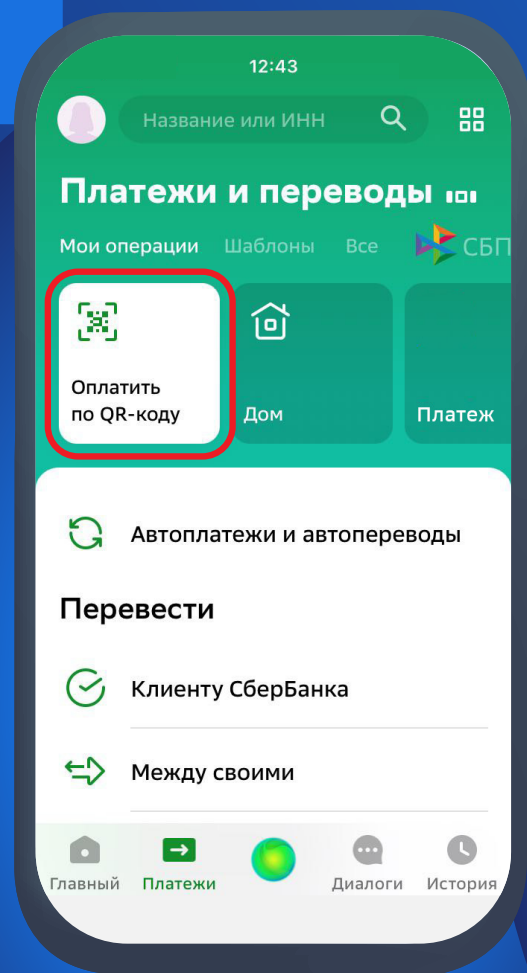 12:43
Название или ИНН
Платежи и переводы
Мои операции Шаблоны Все СБП
Оплатить
по QR-коду
Дом
Платеж
Автоплатежи и автопереводы
Перевести
Клиенту СберБанка
Между своими
Главный Платежи Диалоги История